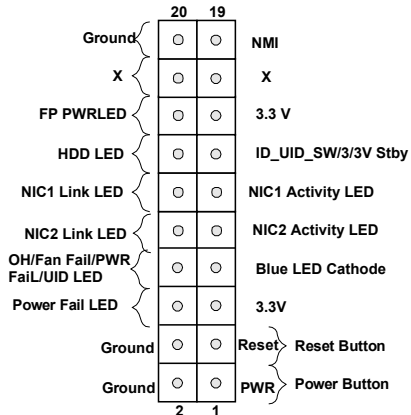 20 19
Ground NMI
X X
FP PWRLED 3.3 V
HDD LED ID_UID_SW/3/3V Stby
NIC1 Link LED NIC1 Activity LED
NIC2 Link LED NIC2 Activity LED
OH/Fan Fail/PWR
FaiL/UID LED Blue LED Cathode
Power Fail LED 3.3V
Ground Reset Reset Button
Ground PWR Power Button
2 1